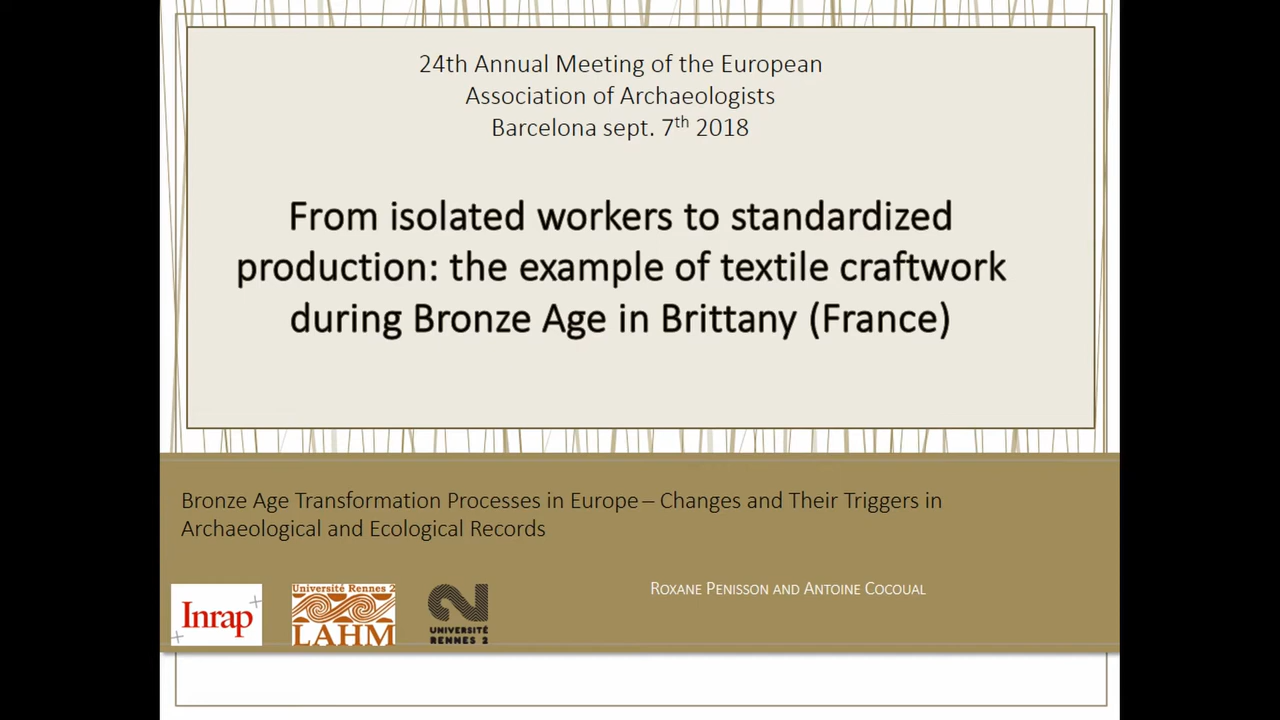 24th Annual Meeting of the European
Association of Archaeologists
Barcelona sept. 7th 2018
From isolated workers to standardized
production: the example of textile craftwork
during Bronze Age in Brittany (France)
Bronze Age Transformation Processes in Europe – Changes and Their Triggers in
Archaeological and Ecological Records
ROXANE PENISSON AND ANTOINE COCOUAL
Inrap
Université Rennes 2
LAHM
UNIVERSITÉ
RENNES 2